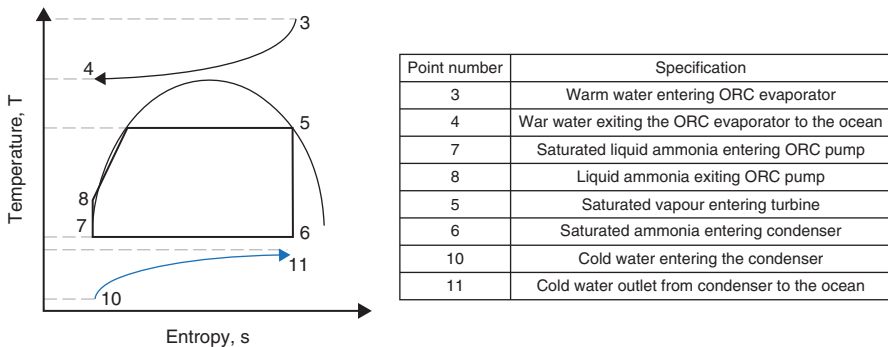 Temperature, T
3
4
5
8
7
6
11
10
Entropy, s
Point number Specification
3 Warm water entering ORC evaporator
4 War water exiting the ORC evaporator to the ocean
7 Saturated liquid ammonia entering ORC pump
8 Liquid ammonia exiting ORC pump
5 Saturated vapour entering turbine
6 Saturated ammonia entering condenser
10 Cold water entering the condenser
11 Cold water outlet from condenser to the ocean